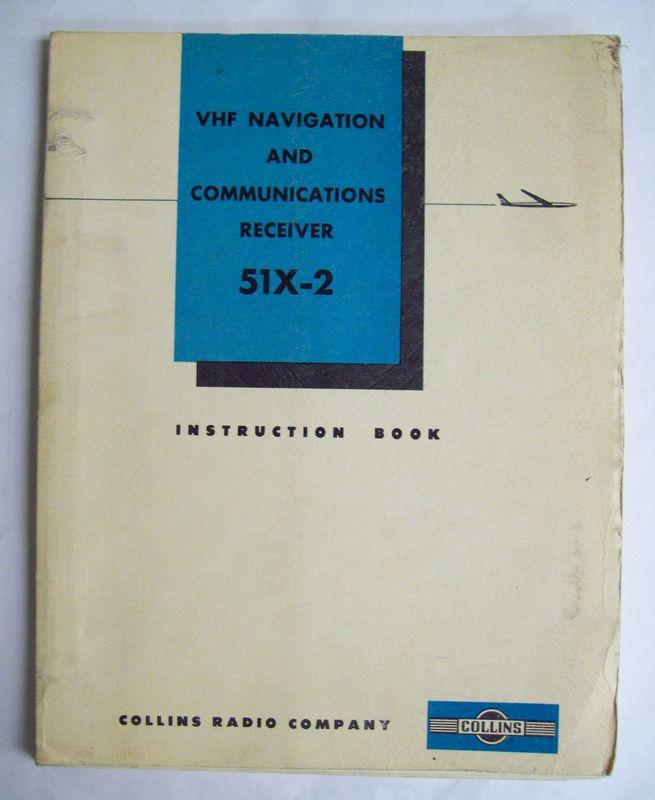 VHF NAVIGATION
AND
COMMUNICATIONS
RECEIVER
51X-2
INSTRUCTION BOOK
COLLINS RADIO COMPANY
COLLINS